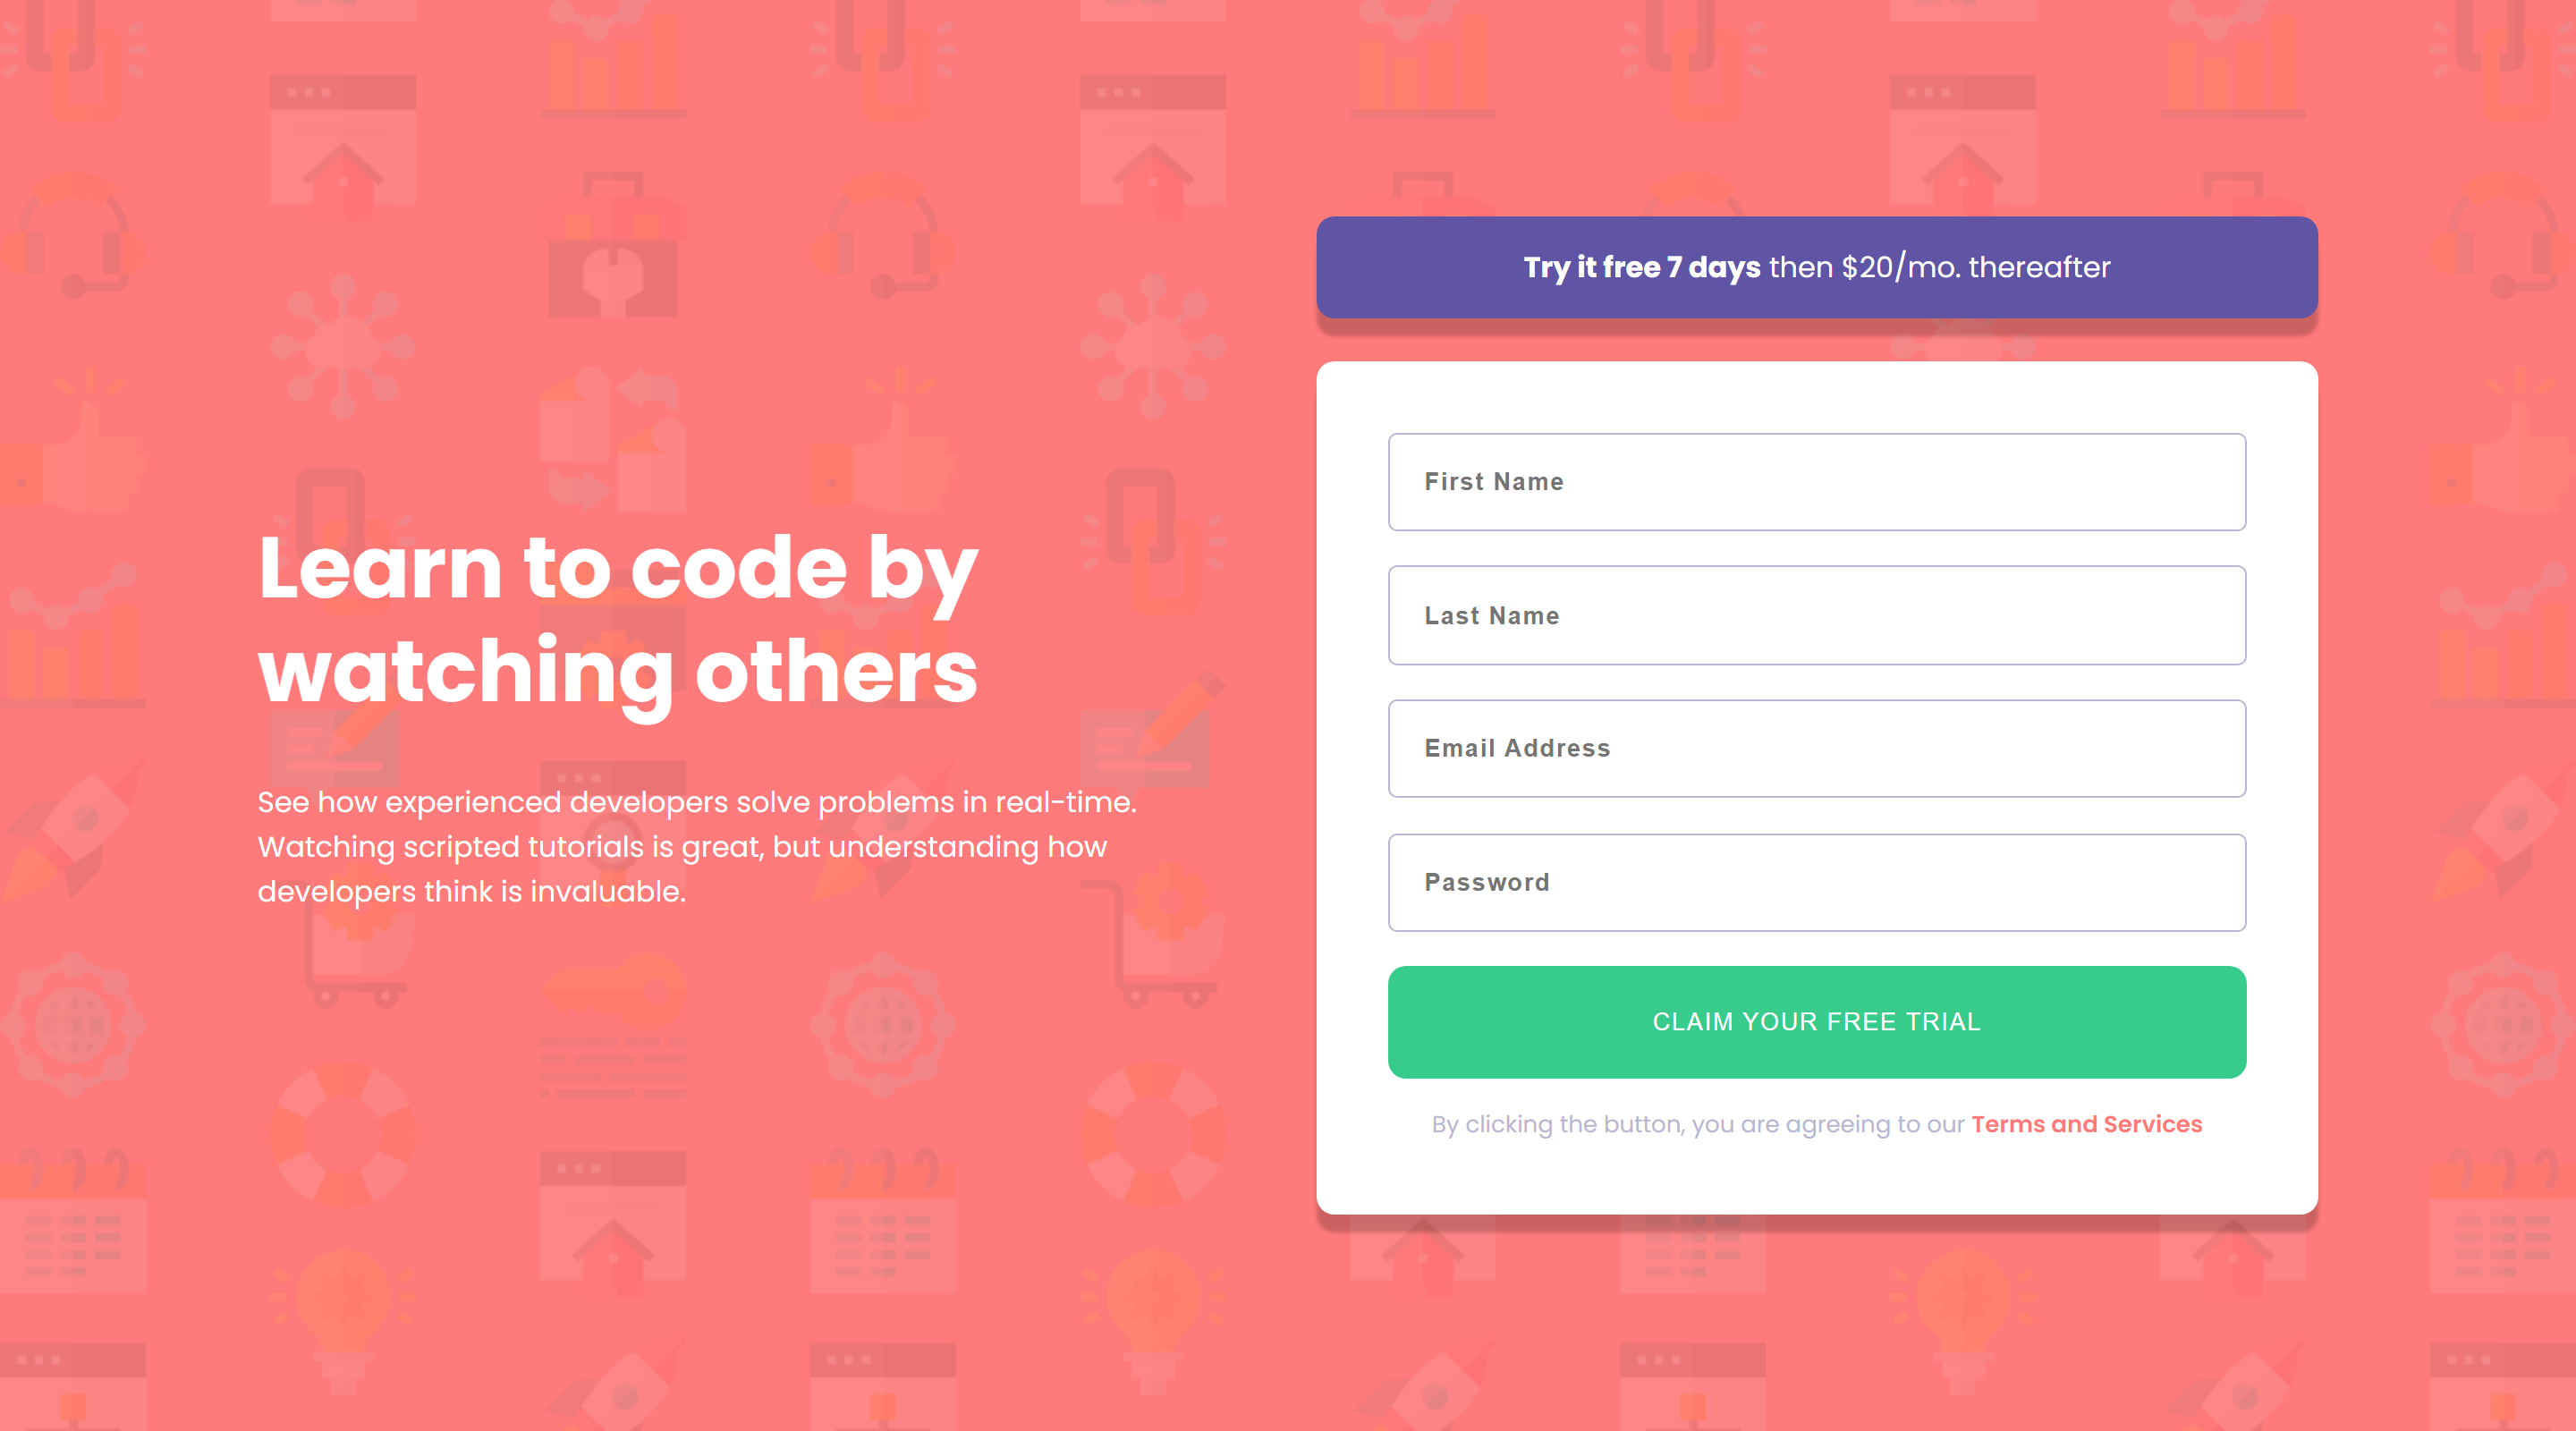 Learn to code by
watching others
See how experienced developers solve problems in real-time.
Watching scripted tutorials is great, but understanding how
developers think is invaluable.
Try it free 7 days then $20/mo. thereafter
First Name
Last Name
Email Address
Password
CLAIM YOUR FREE TRIAL
By clicking the button, you are agreeing to our Terms and Services